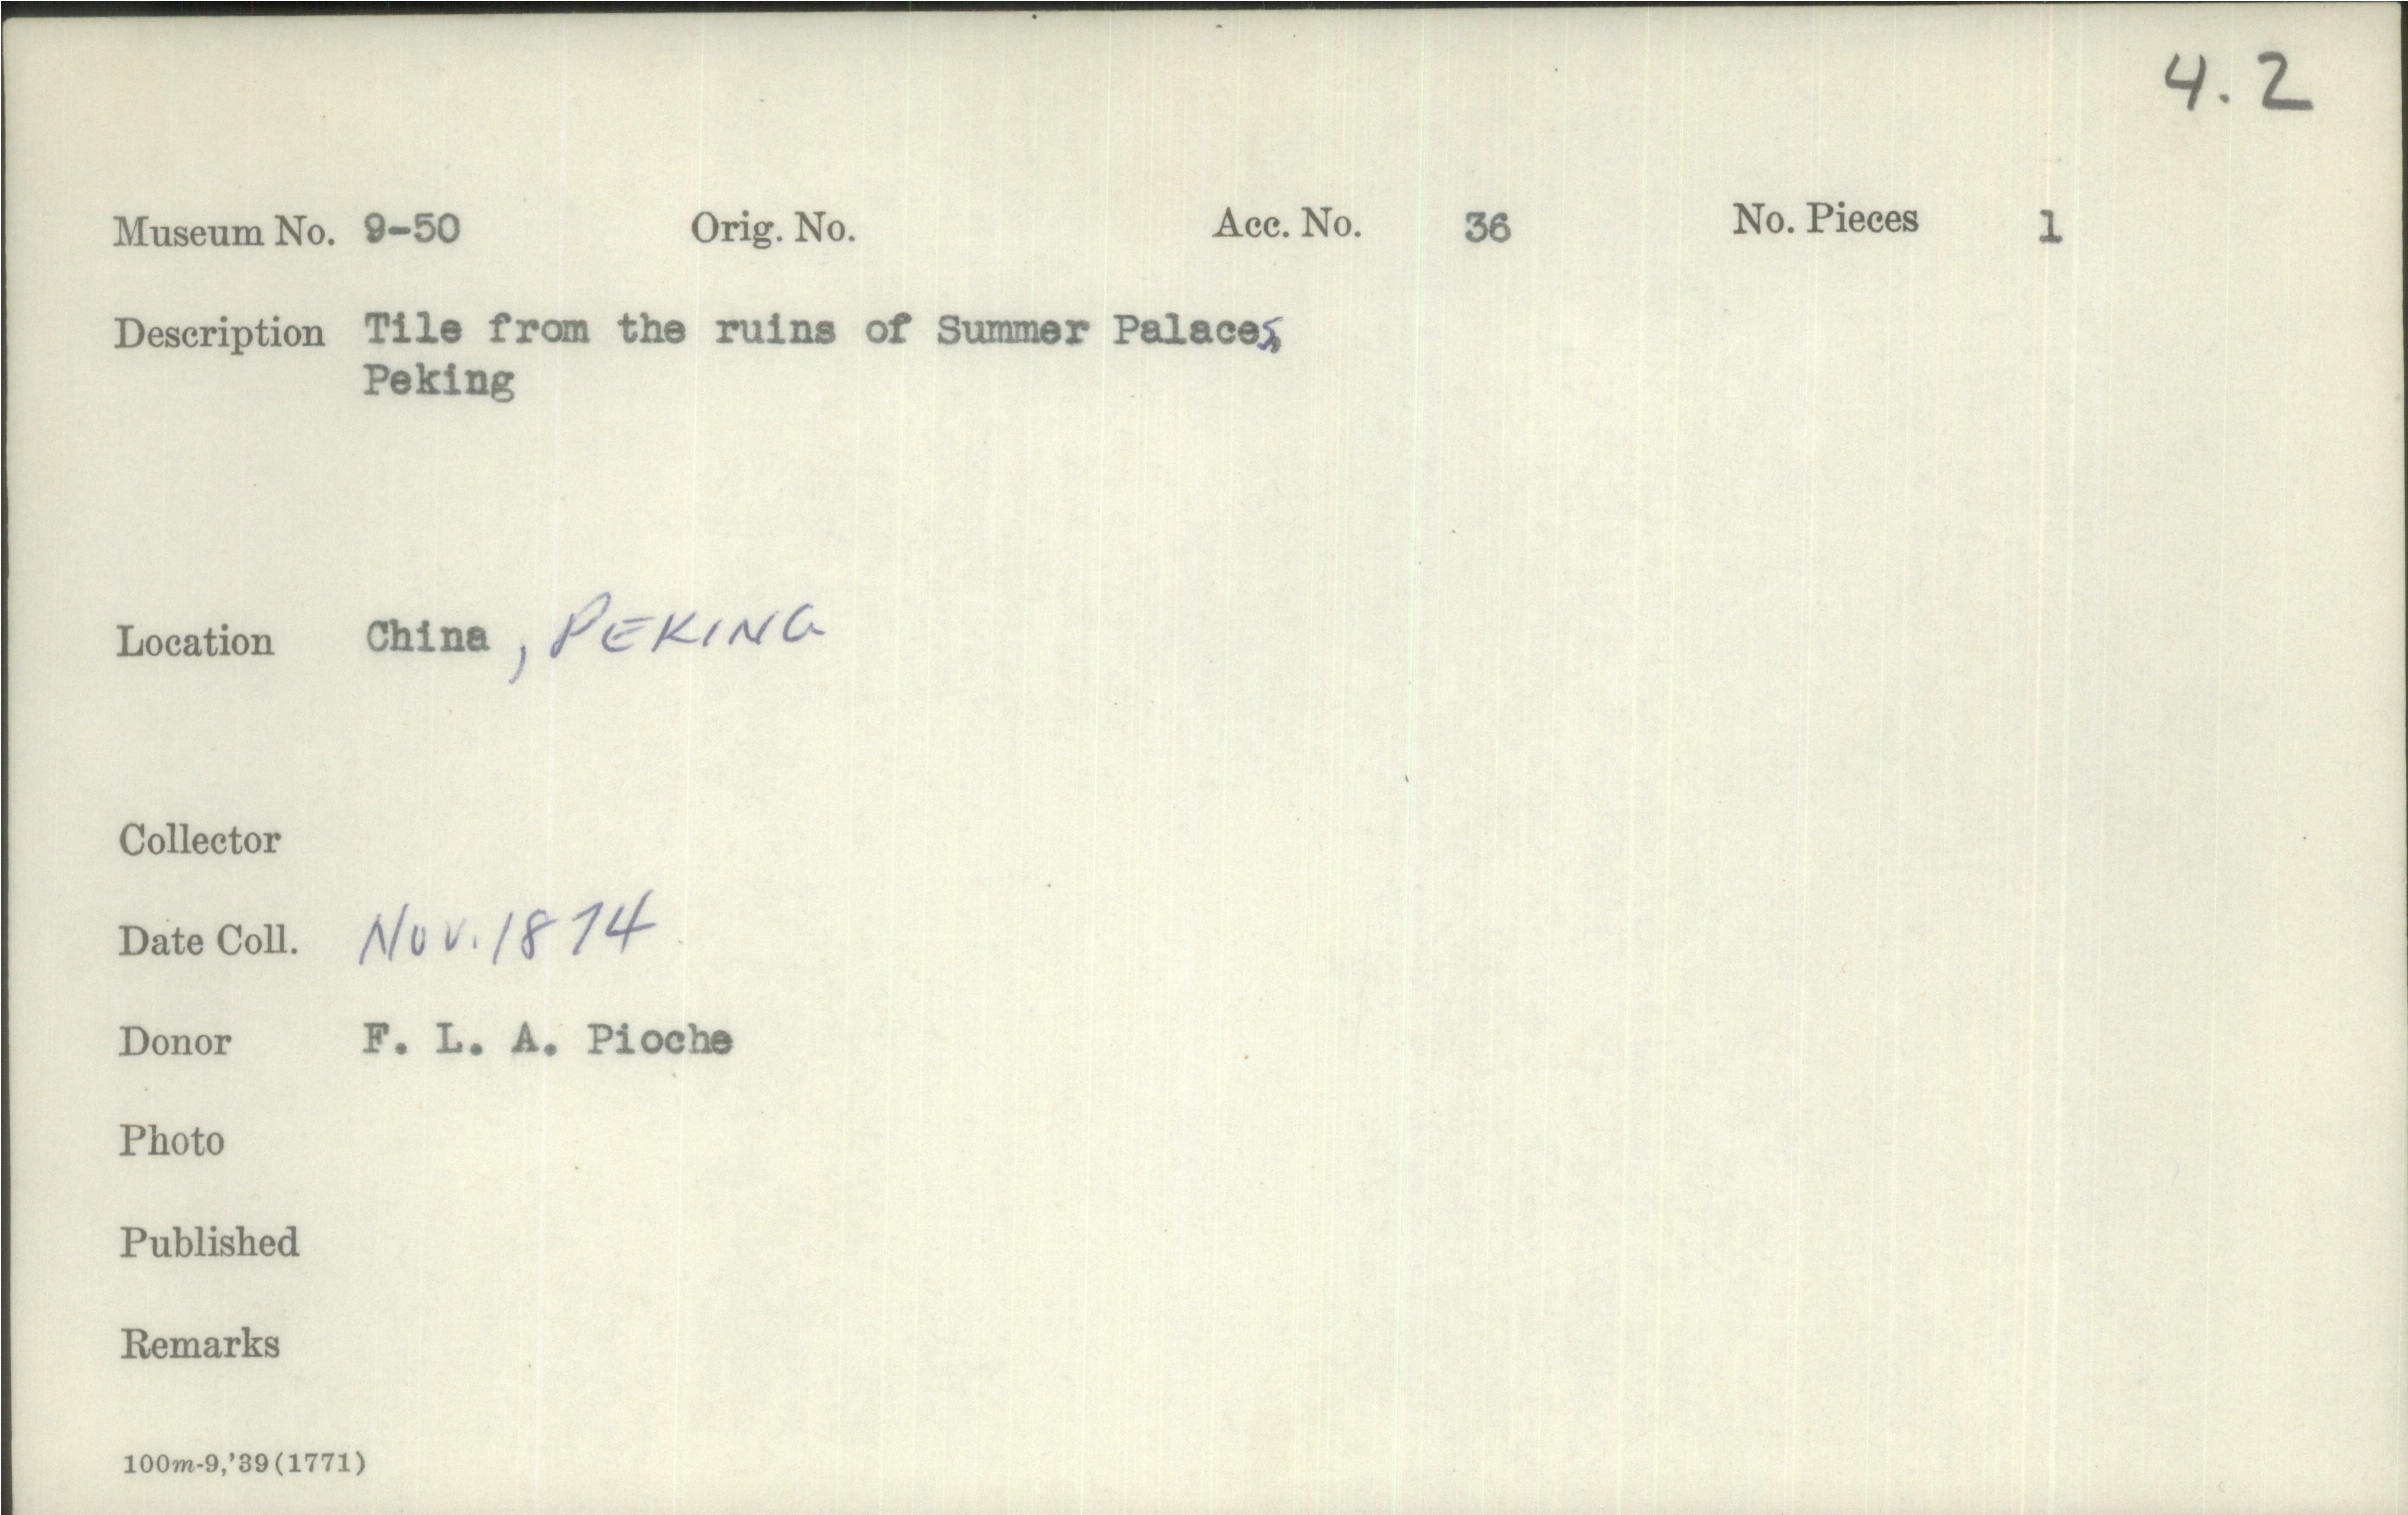 4.2
Museum No. 9-50 Orig. No. Acc. No. 36 No. Pieces 1
Description Tile from the ruins of Summer Palaces,
Peking
Location China, PEKING
Collector
Date Coll. Nov. 1874
Donor F. L. A. Pioche
Photo
Published
Remarks
100m-9,'39(1771)